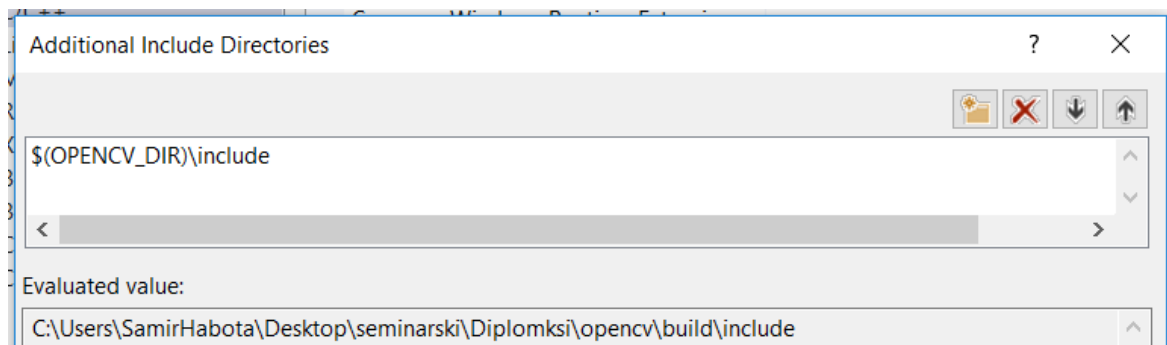 Additional Include Directories
?
$(OPENCV_DIR)\include
Evaluated value:
C:\Users\SamirHabota\Desktop\seminarski\Diplomksi\opencv\build\include